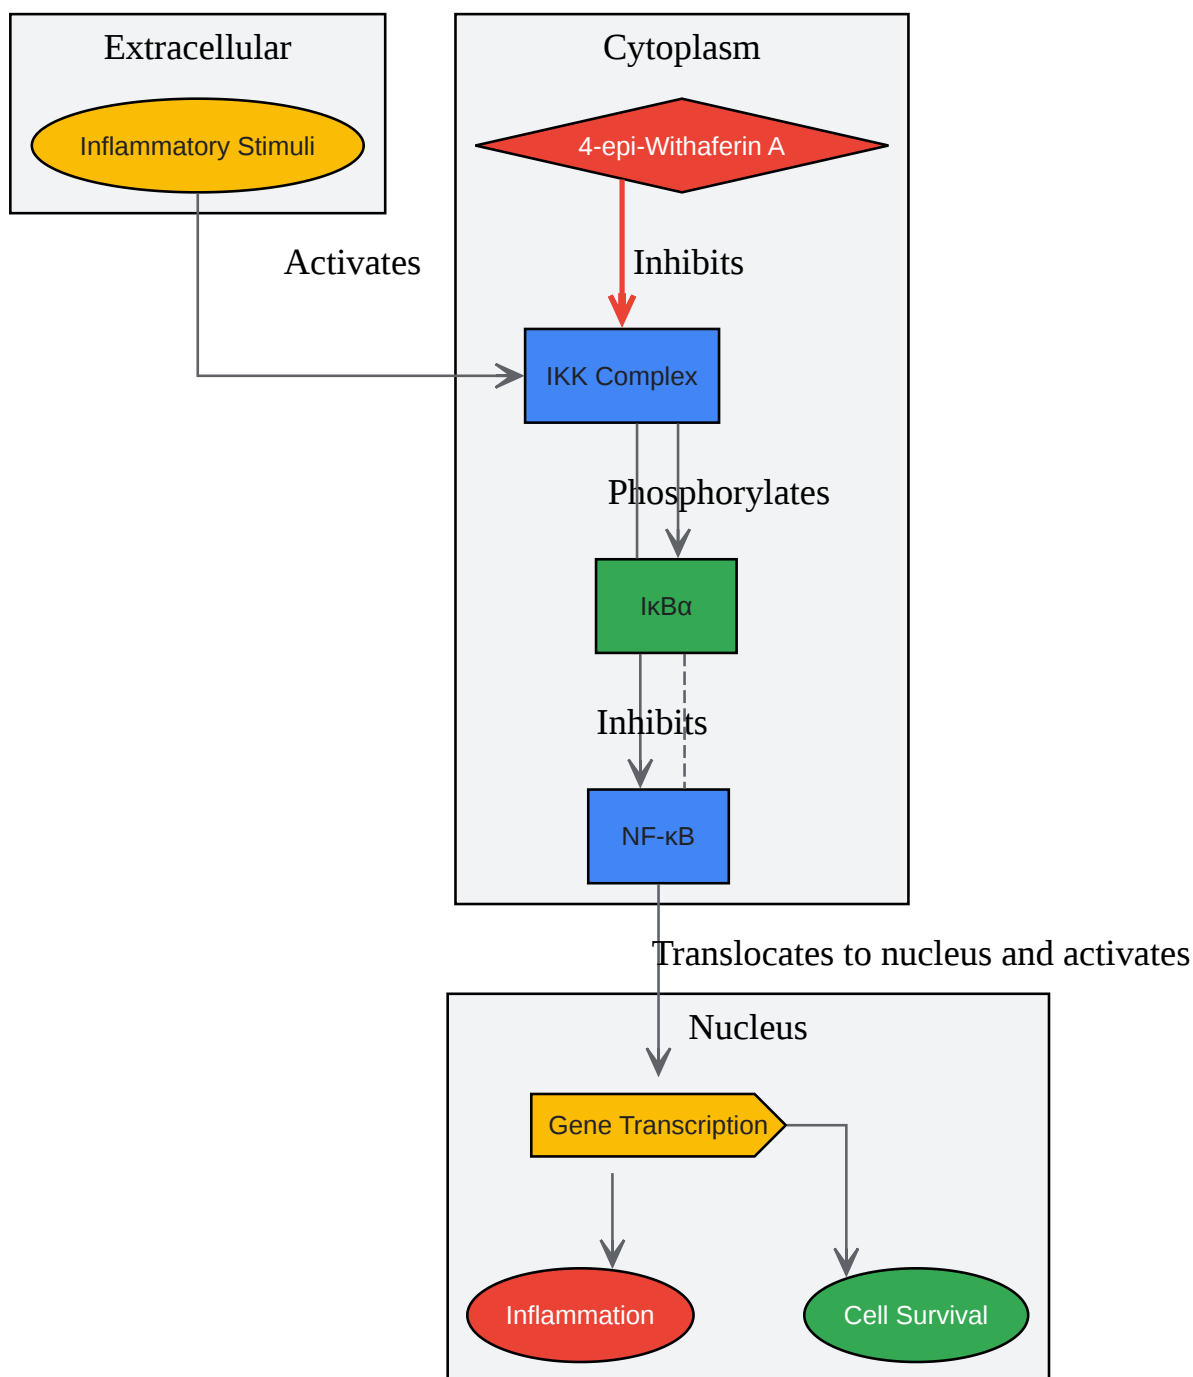 Extracellular
Cytoplasm
Inflammatory Stimuli
4-epi-Withaferin A
Activates
Inhibits
IKK Complex
Phosphorylates
IκBα
Inhibits
NF-κB
Translocates to nucleus and activates
Nucleus
Gene Transcription
Inflammation
Cell Survival